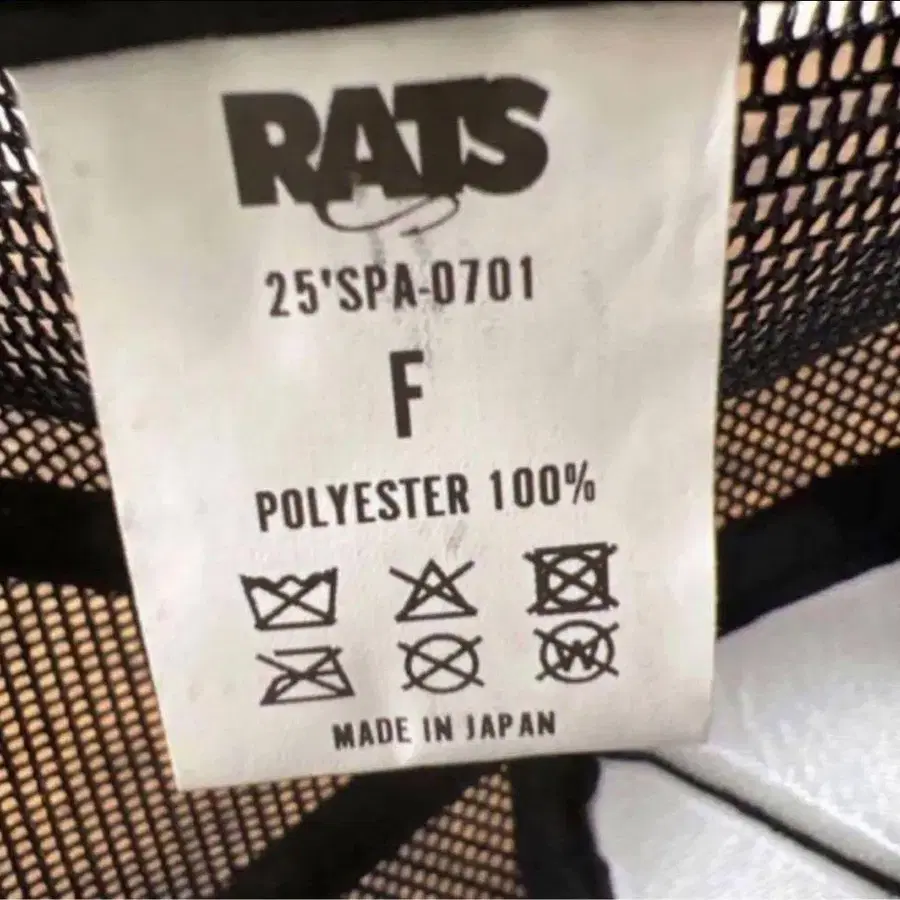 RATS
25'SPA-0701
F
POLYESTER 100%
W
MADE IN JAPAN